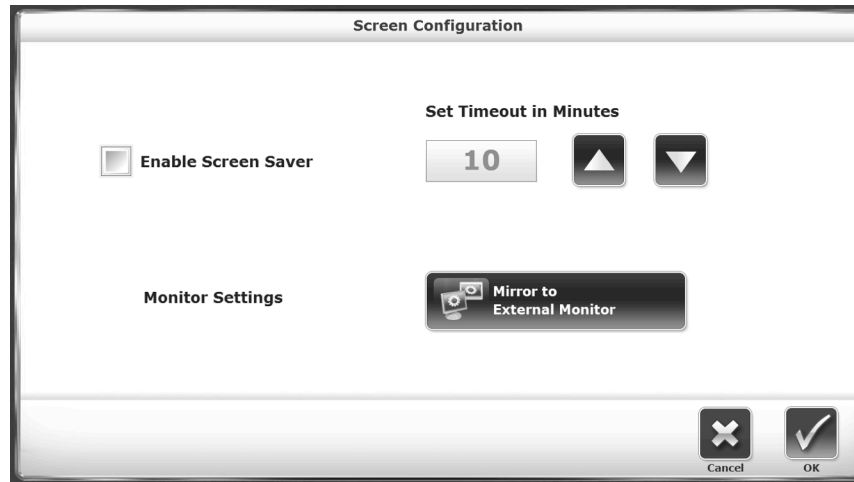 Screen Configuration
Set Timeout in Minutes
Enable Screen Saver
10
Monitor Settings
Mirror to
External Monitor
Cancel
OK